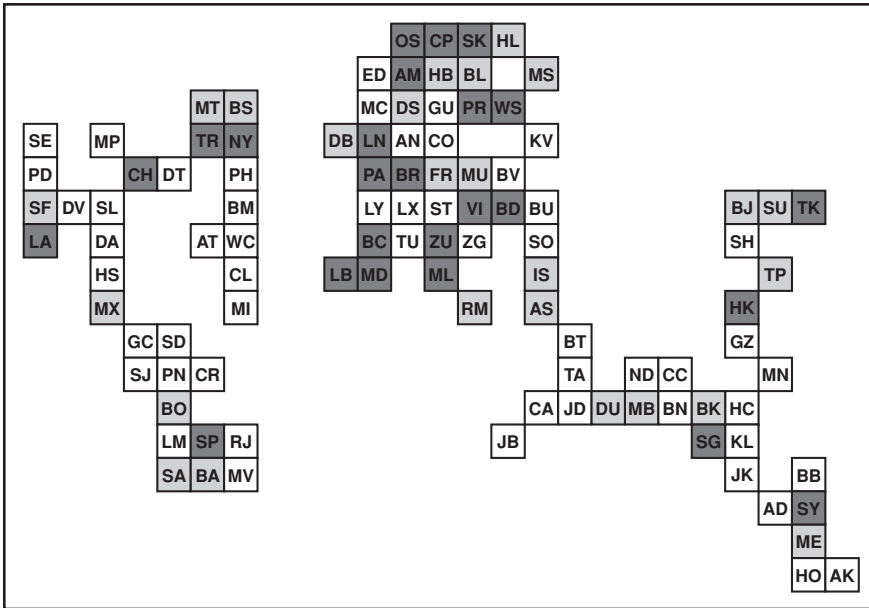 OS CP SK HL
ED AM HB BL MS
MT BS MC DS GU PR WS
SE MP TR NY DB LN AN CO KV
PD CH DT PH PA BR FR MU BV
SF DV SL BM LY LX ST VI BD BU BJ SU TK
LA DA AT WC BC TU ZU ZG SO SH
HS CL LB MD ML IS TP
MX MI RM AS HK
GC SD BT GZ
SJ PN CR TA ND CC MN
BO CA JD DU MB BN BK HC
LM SP RJ JB SG KL
SA BA MV JK BB
AD SY
ME
HO AK